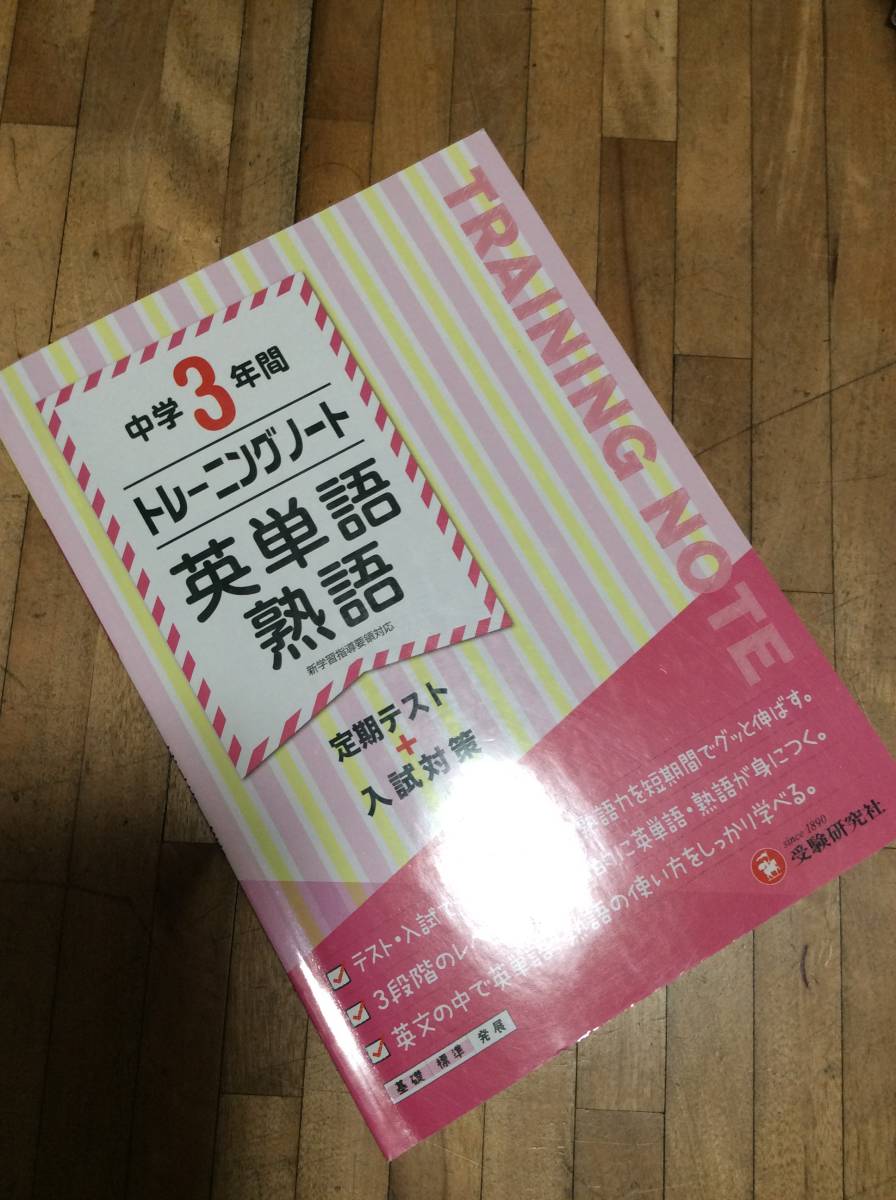 TRAINING NOTE
中学3年間
トレーニングノート
英単語
熟語
新学習指導要領対応
定期テスト
+
入試対策
テスト・入試 語力を短期間でグッと伸ばす。
3段階のレ 的に英単語・熟語が身につく。
英文の中で英単語 熟語の使い方をしっかり学べる。
基礎 標準 発展
since 1890
受験研究社